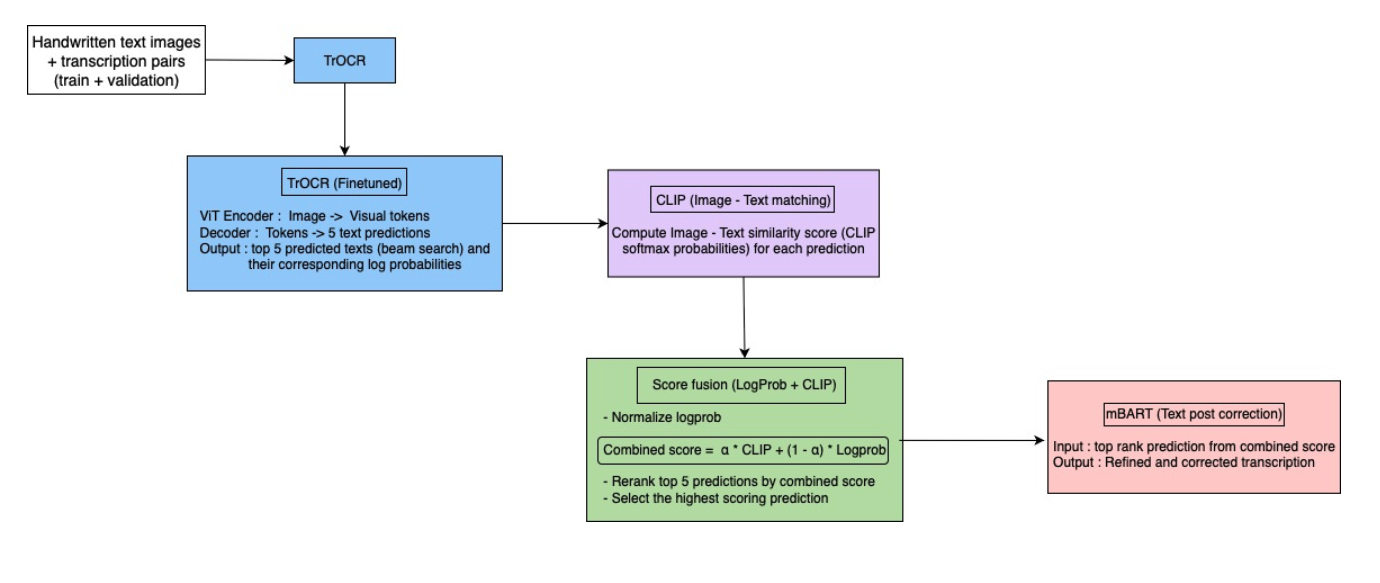 Handwritten text images
+ transcription pairs
(train + validation)
TrOCR
TrOCR (Finetuned)
ViT Encoder : Image -> Visual tokens
Decoder : Tokens -> 5 text predictions
Output : top 5 predicted texts (beam search) and
their corresponding log probabilities
CLIP (Image - Text matching)
Compute Image - Text similarity score (CLIP
softmax probabilities) for each prediction
Score fusion (LogProb + CLIP)
- Normalize logprob
Combined score = α * CLIP + (1 - α) * Logprob
- Rerank top 5 predictions by combined score
- Select the highest scoring prediction
mBART (Text post correction)
Input : top rank prediction from combined score
Output : Refined and corrected transcription